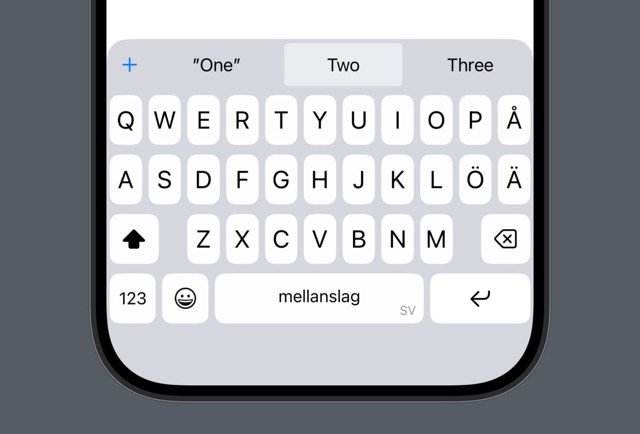 + "One" Two Three
Q W E R T Y U I O P Å
A S D F G H J K L Ö Ä
Z X C V B N M
123 mellanslag SV